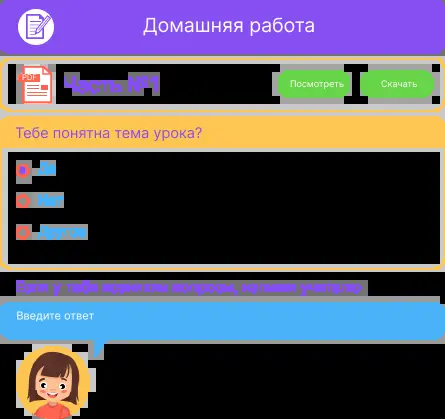 Домашняя работа
PDF
Часть №1
Посмотреть
Скачать
Тебе понятна тема урока?
Да
Нет
Другое
Если у тебя возникли вопросы, напиши учителю
Введите ответ